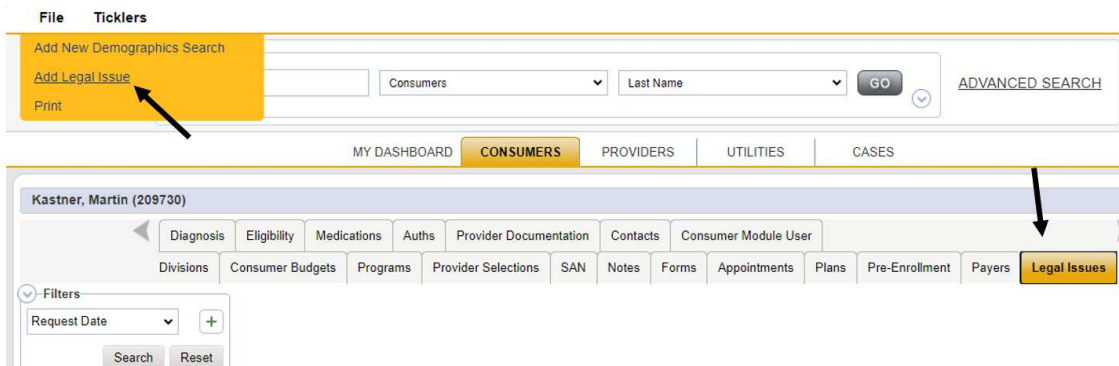 File Ticklers
Add New Demographics Search
Add Legal Issue
Print
Consumers Last Name GO ADVANCED SEARCH
MY DASHBOARD CONSUMERS PROVIDERS UTILITIES CASES
Kastner, Martin (209730)
Diagnosis Eligibility Medications Auths Provider Documentation Contacts Consumer Module User
Divisions Consumer Budgets Programs Provider Selections SAN Notes Forms Appointments Plans Pre-Enrollment Payers Legal Issues
Filters
Request Date +
Search Reset